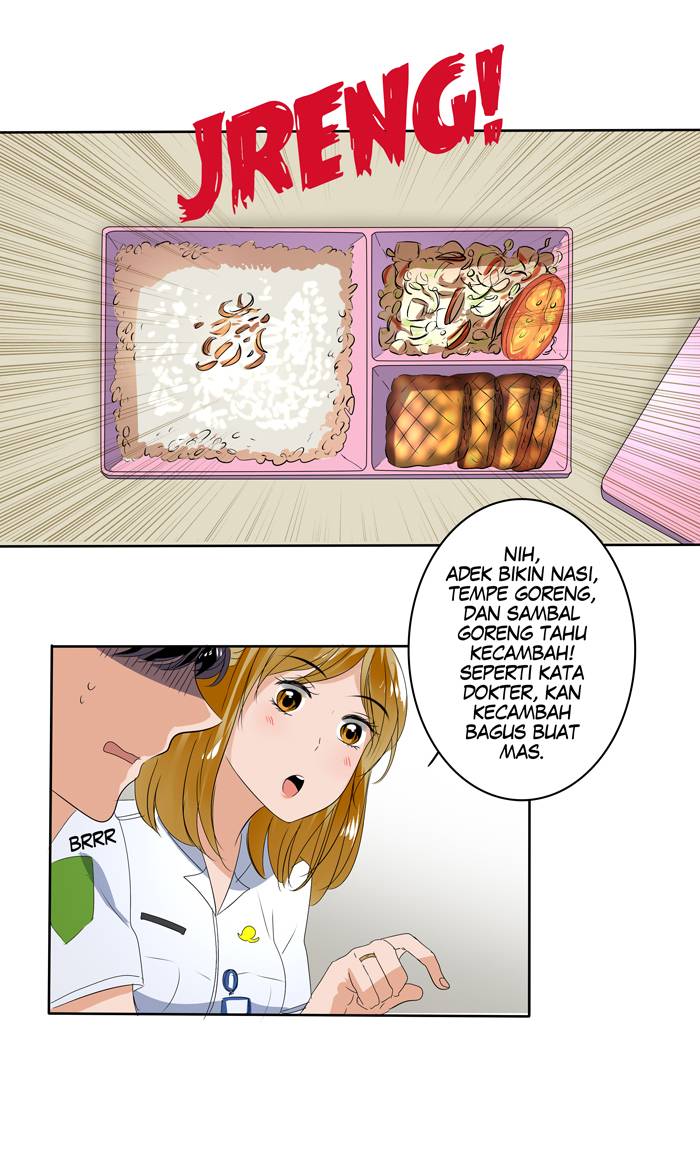 JRENG!
NIH,
ADEK BIKIN NASI,
TEMPE GORENG,
DAN SAMBAL
GORENG TAHU
KECAMBAH!
SEPERTI KATA
DOKTER, KAN
KECAMBAH
BAGUS BUAT
MAS.
BRRR